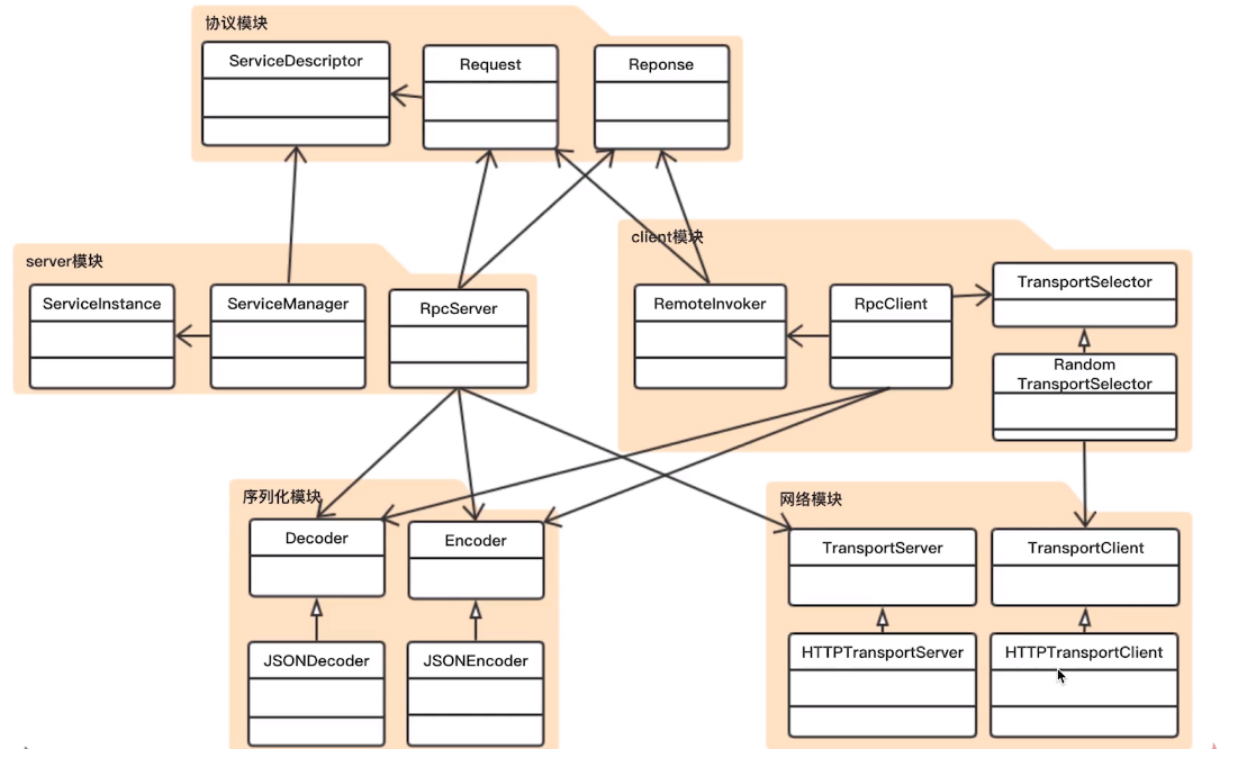 协议模块
ServiceDescriptor
Request
Reponse
server模块
ServiceInstance
ServiceManager
RpcServer
client模块
RemoteInvoker
RpcClient
TransportSelector
Random
TransportSelector
序列化模块
Decoder
Encoder
JSONDecoder
JSONEncoder
网络模块
TransportServer
TransportClient
HTTPTransportServer
HTTPTransportClient